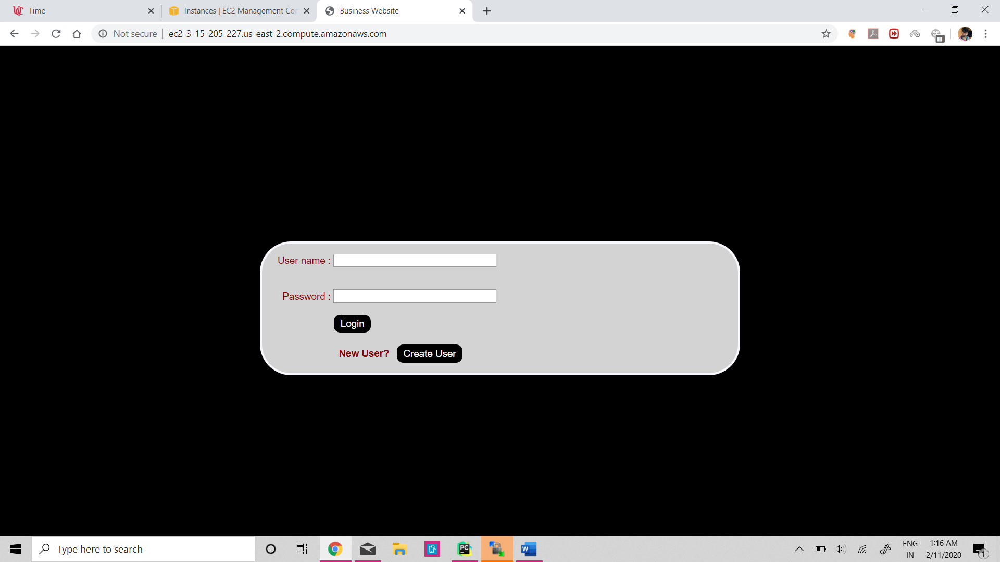 Time
Instances | EC2 Management Con
Business Website
Not secure
ec2-3-15-205-227.us-east-2.compute.amazonaws.com
User name :
Password :
Login
New User? Create User
Type here to search
PC
W
ENG
IN
1:16 AM
2/11/2020
1